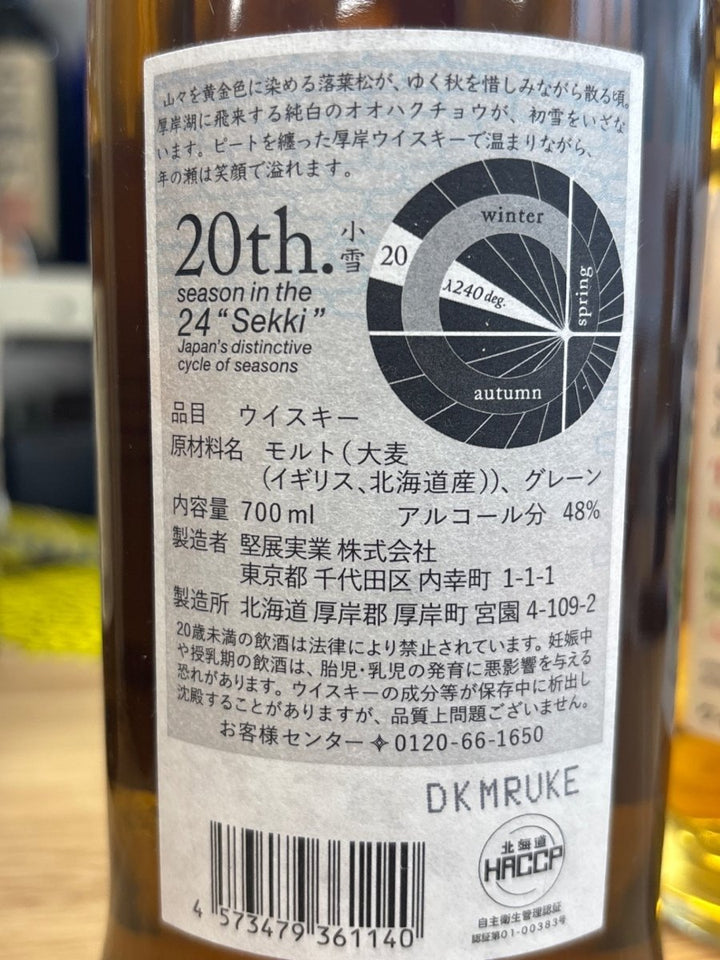 山々を黄金色に染める落葉松が、ゆく秋を惜しみながら散る頃。
厚岸湖に飛来する純白のオオハクチョウが、初雪をいざな
います。ピートを纏った厚岸ウイスキーで温まりながら、
年の瀬は笑顔で溢れます。
20th. 小雪
season in the
24 “Sekki”
Japan's distinctive
cycle of seasons
winter
20
λ240 deg.
spring
autumn
品目 ウイスキー
原材料名 モルト（大麦
（イギリス、北海道産））、グレーン
内容量 700 ml アルコール分 48%
製造者 堅展実業 株式会社
東京都 千代田区 内幸町 1-1-1
製造所 北海道 厚岸郡 厚岸町 宮園 4-109-2
20歳未満の飲酒は法律により禁止されています。妊娠中
や授乳期の飲酒は、胎児・乳児の発育に悪影響を与える
恐れがあります。ウイスキーの成分等が保存中に析出し
沈殿することがありますが、品質上問題ございません。
お客様センター✧0120-66-1650
DKMRUKE
4 573479 361140
北海道
HACCP
自主衛生管理認証
認証第01-00383号